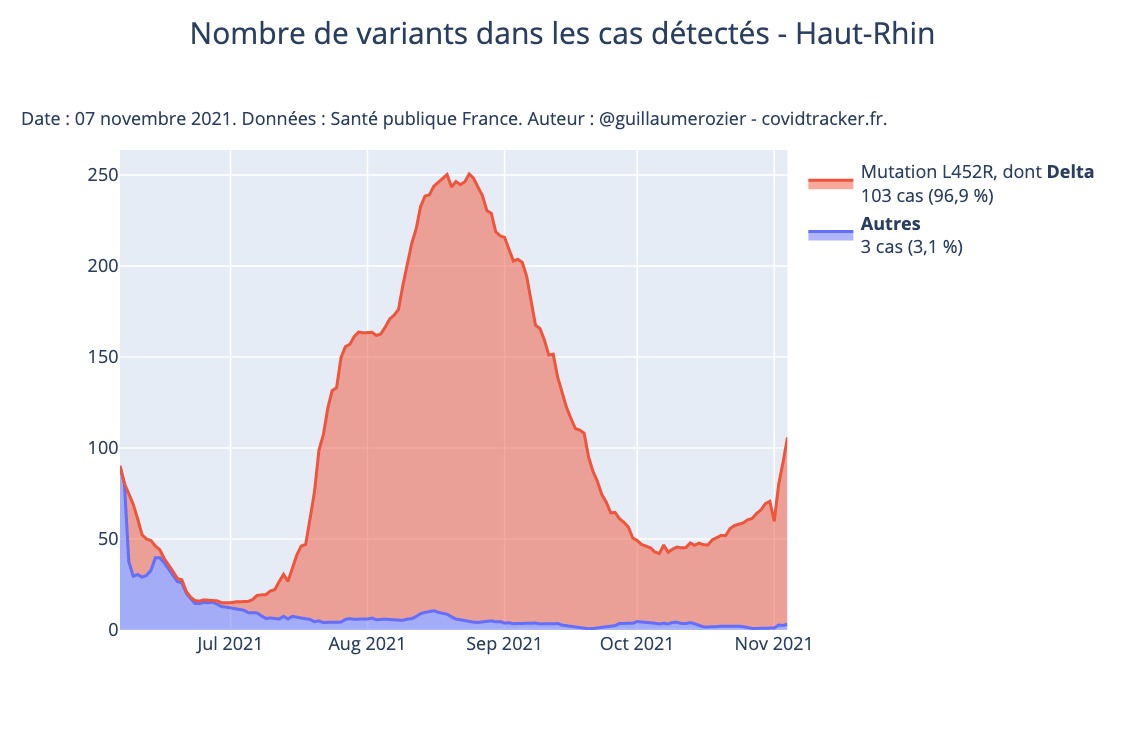 Nombre de variants dans les cas détectés - Haut-Rhin
Date : 07 novembre 2021. Données : Santé publique France. Auteur : @guillaumerozier - covidtracker.fr.
Mutation L452R, dont Delta
103 cas (96,9 %)
Autres
3 cas (3,1 %)
250
200
150
100
50
0
Jul 2021
Aug 2021
Sep 2021
Oct 2021
Nov 2021